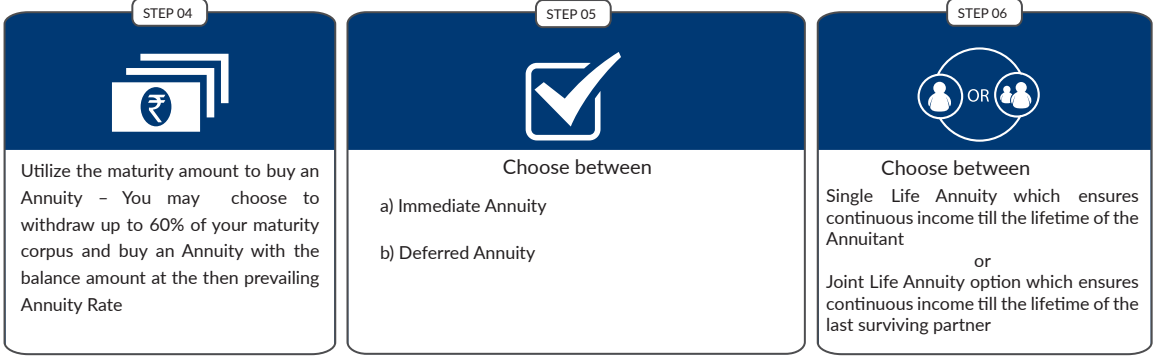 STEP 04
₹
Utilize the maturity amount to buy an
Annuity – You may choose to
withdraw up to 60% of your maturity
corpus and buy an Annuity with the
balance amount at the then prevailing
Annuity Rate
STEP 05
Choose between
a) Immediate Annuity
b) Deferred Annuity
STEP 06
OR
Choose between
Single Life Annuity which ensures
continuous income till the lifetime of the
Annuitant
or
Joint Life Annuity option which ensures
continuous income till the lifetime of the
last surviving partner